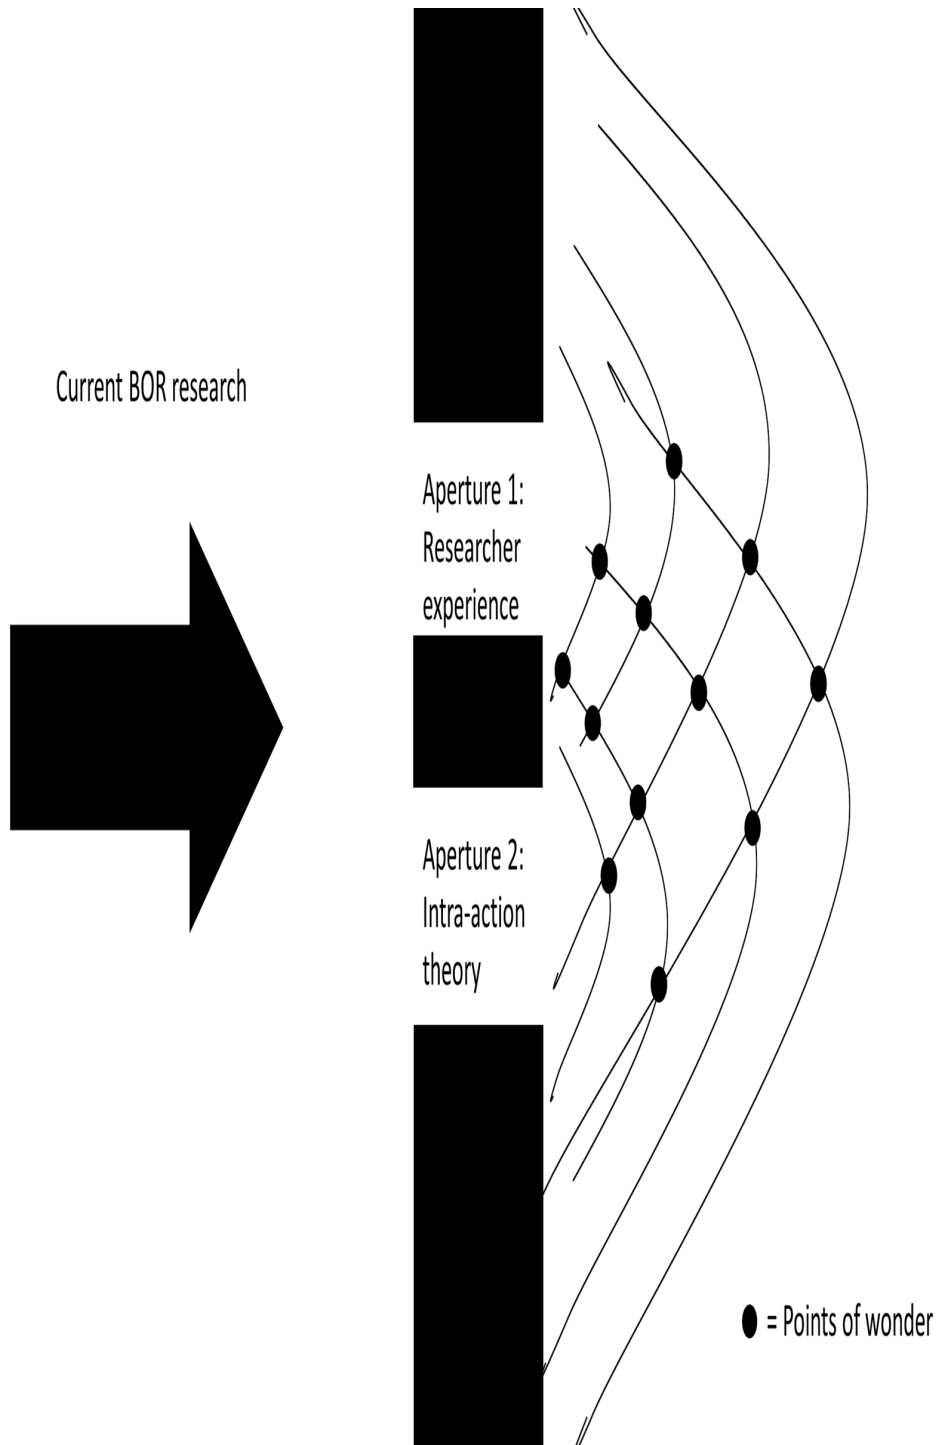 Current BOR research
Aperture 1:
Researcher
experience
Aperture 2:
Intra-action
theory
= Points of wonder